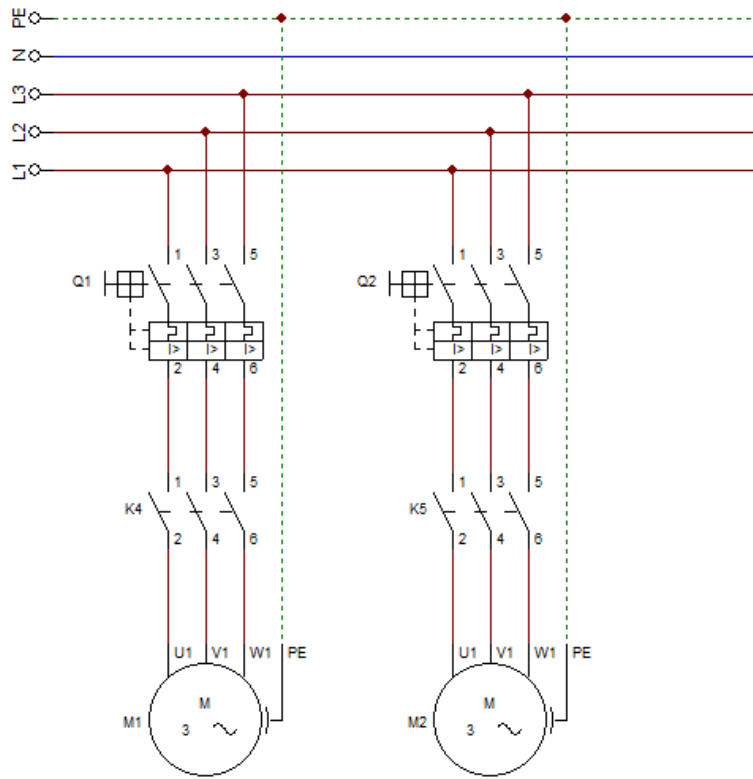 PE
N
L3
L2
L1
1 3 5 1 3 5
Q1 Q2
I> I> I> I> I> I>
2 4 6 2 4 6
1 3 5 1 3 5
K4 K5
2 4 6 2 4 6
U1 V1 W1 PE U1 V1 W1 PE
M M
M1 3 M2 3